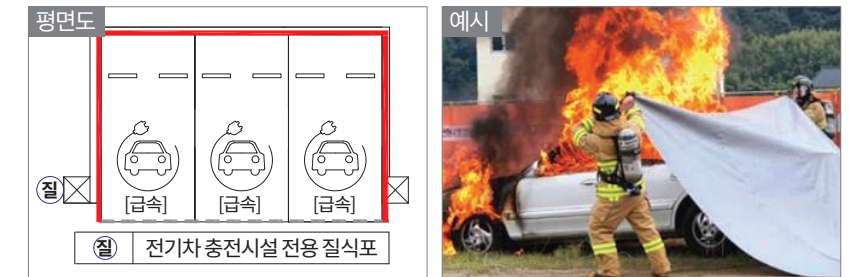 평면도
예시
질
[급속] [급속] [급속]
질 전기차 충전시설 전용 질식포